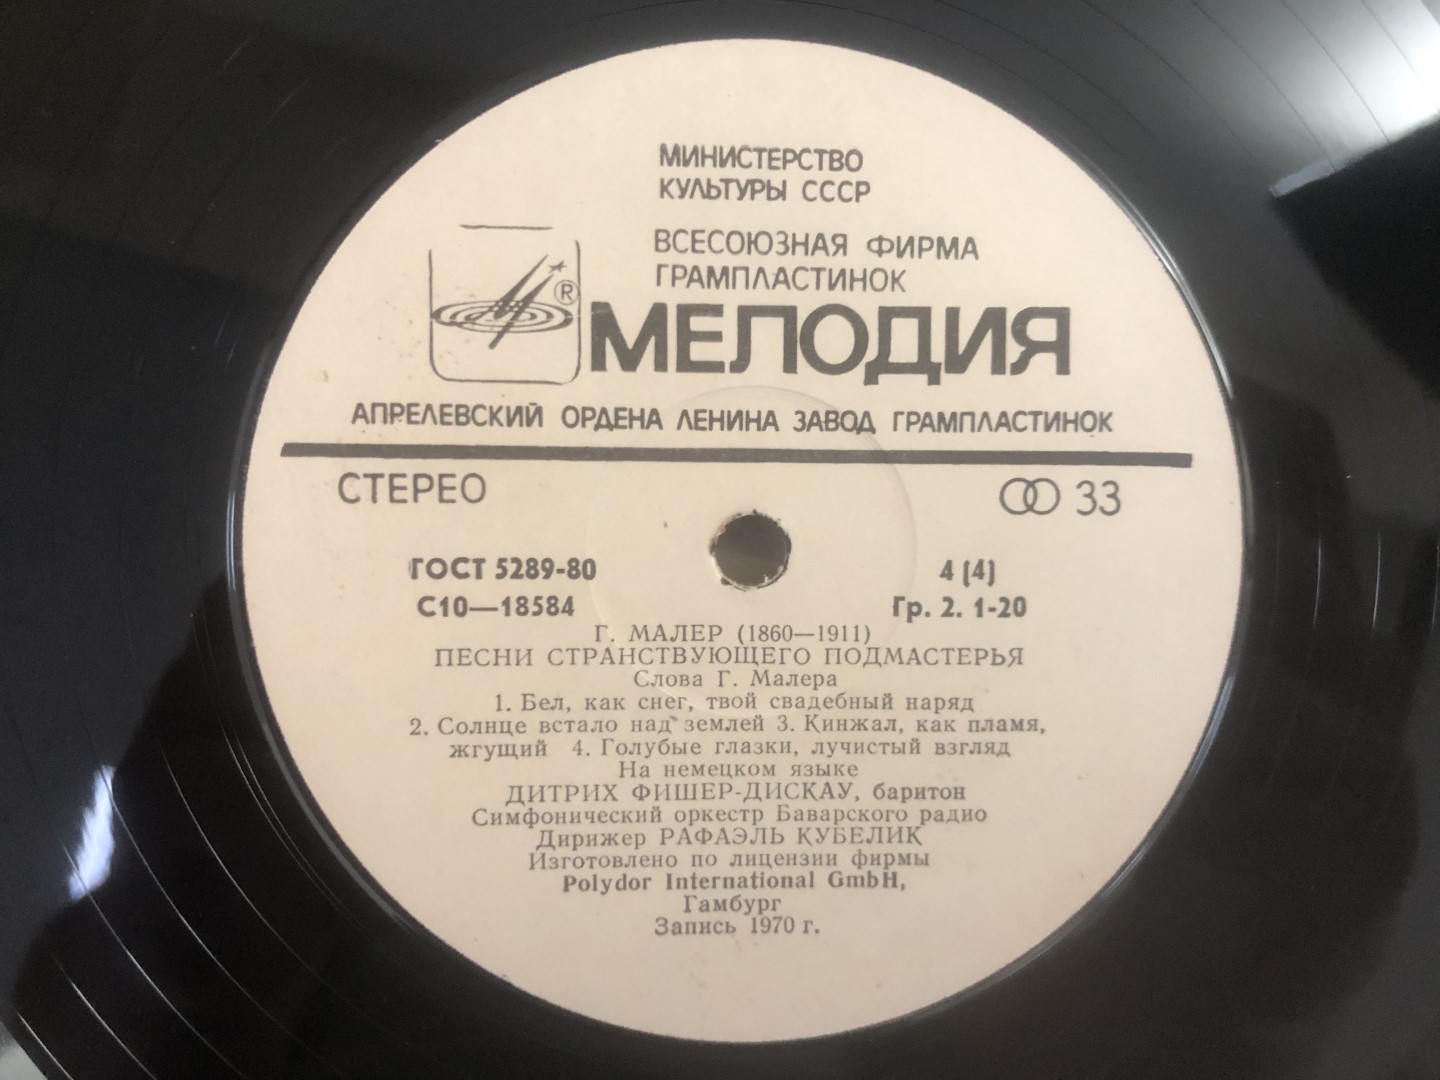 МИНИСТЕРСТВО
КУЛЬТУРЫ СССР
ВСЕСОЮЗНАЯ ФИРМА
ГРАМПЛАСТИНОК
®
МЕЛОДИЯ
АПРЕЛЕВСКИЙ ОРДЕНА ЛЕНИНА ЗАВОД ГРАМПЛАСТИНОК
СТЕРЕО 33
ГОСТ 5289-80 4 (4)
С10—18584 Гр. 2. 1-20
Г. МАЛЕР (1860—1911)
ПЕСНИ СТРАНСТВУЮЩЕГО ПОДМАСТЕРЬЯ
Слова Г. Малера
1. Бел, как снег, твой свадебный наряд
2. Солнце встало над землей 3. Кинжал, как пламя,
жгущий 4. Голубые глазки, лучистый взгляд
На немецком языке
ДИТРИХ ФИШЕР-ДИСКАУ, баритон
Симфонический оркестр Баварского радио
Дирижер РАФАЭЛЬ КУБЕЛИК
Изготовлено по лицензии фирмы
Polydor International GmbH,
Гамбург
Запись 1970 г.